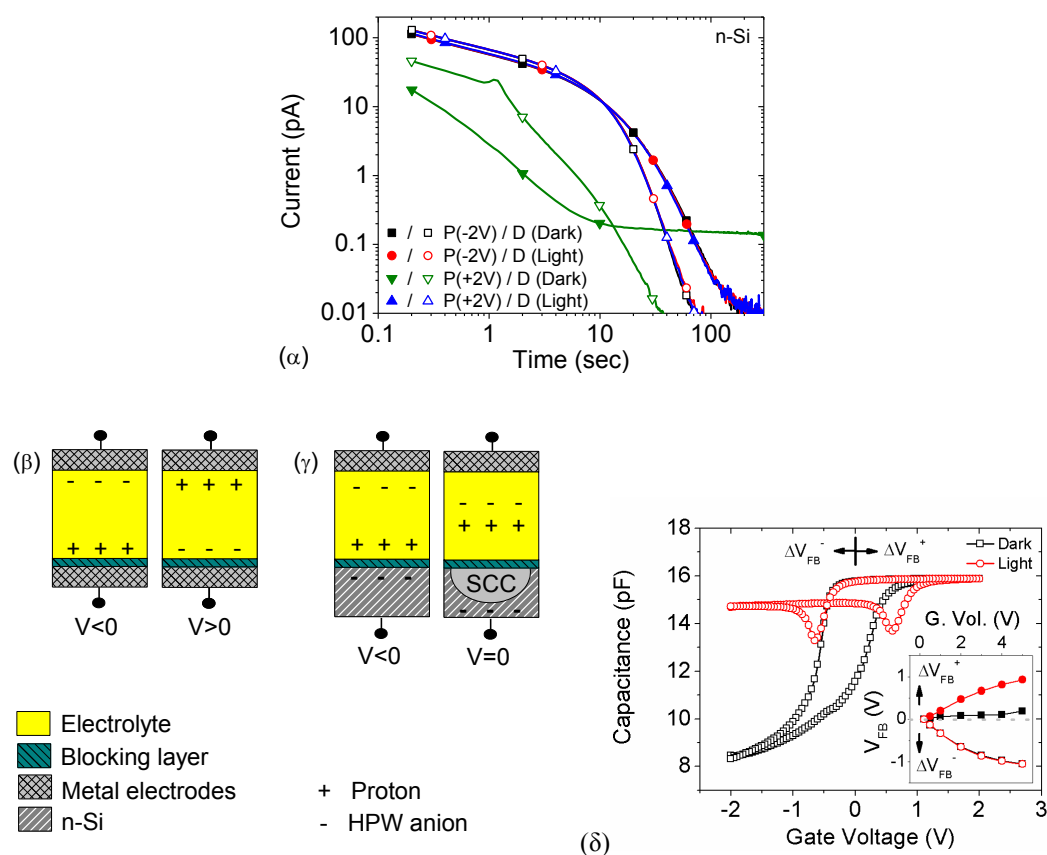 n-Si
100
10
1
0.1
0.01
Current (pA)
/ P(-2V) / D (Dark)
/ P(-2V) / D (Light)
/ P(+2V) / D (Dark)
/ P(+2V) / D (Light)
0.1 1 10 100
Time (sec)
(α)
(β)
- - -
+ + +
V<0
+ + +
- - -
V>0
(γ)
- - -
+ + +
- - -
V<0
- - -
+ + +
SCC
- - -
V=0
Electrolyte
Blocking layer
Metal electrodes
n-Si
+ Proton
- HPW anion
18
16
14
12
10
8
Capacitance (pF)
ΔV_FB^- ΔV_FB^+
Dark
Light
G. Vol. (V)
0 2 4
1
0
-1
V_FB (V)
ΔV_FB^+
ΔV_FB^-
-2 -1 0 1 2 3
Gate Voltage (V)
(δ)